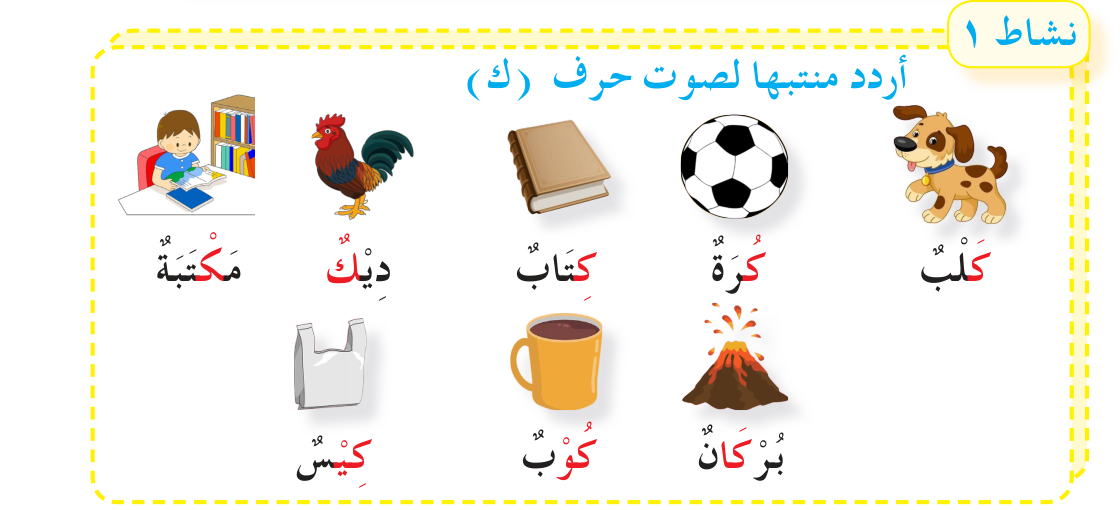 نشاط ١
أردد منتبها لصوت حرف (ك)
كَلْبٌ كُرَةٌ كِتَابٌ دِيْكٌ مَكْتَبَةٌ
بُرْكَانٌ كُوْبٌ كِيْسٌ